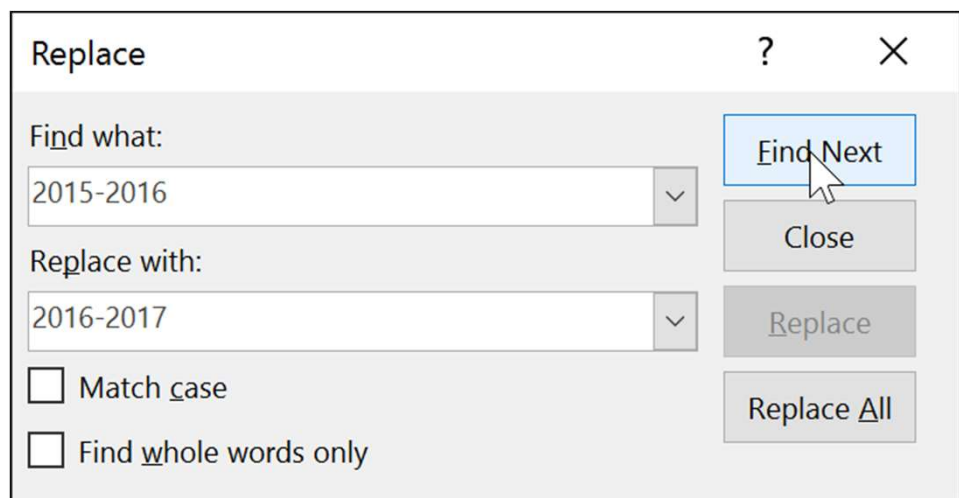 Replace
?
Find what:
2015-2016
Find Next
Close
Replace with:
2016-2017
Replace
Match case
Replace All
Find whole words only